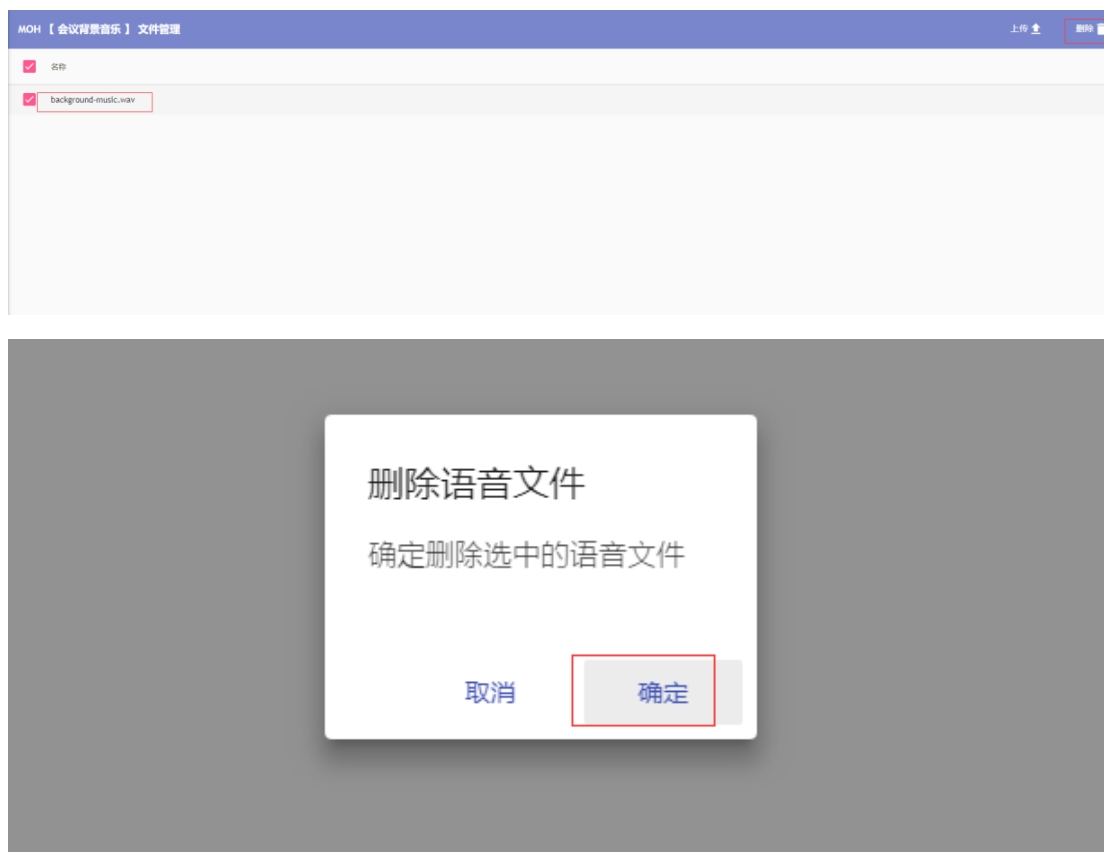 MOH 【 会议背景音乐 】 文件管理 上传 删除
名称
background-music.wav
删除语音文件
确定删除选中的语音文件
取消 确定